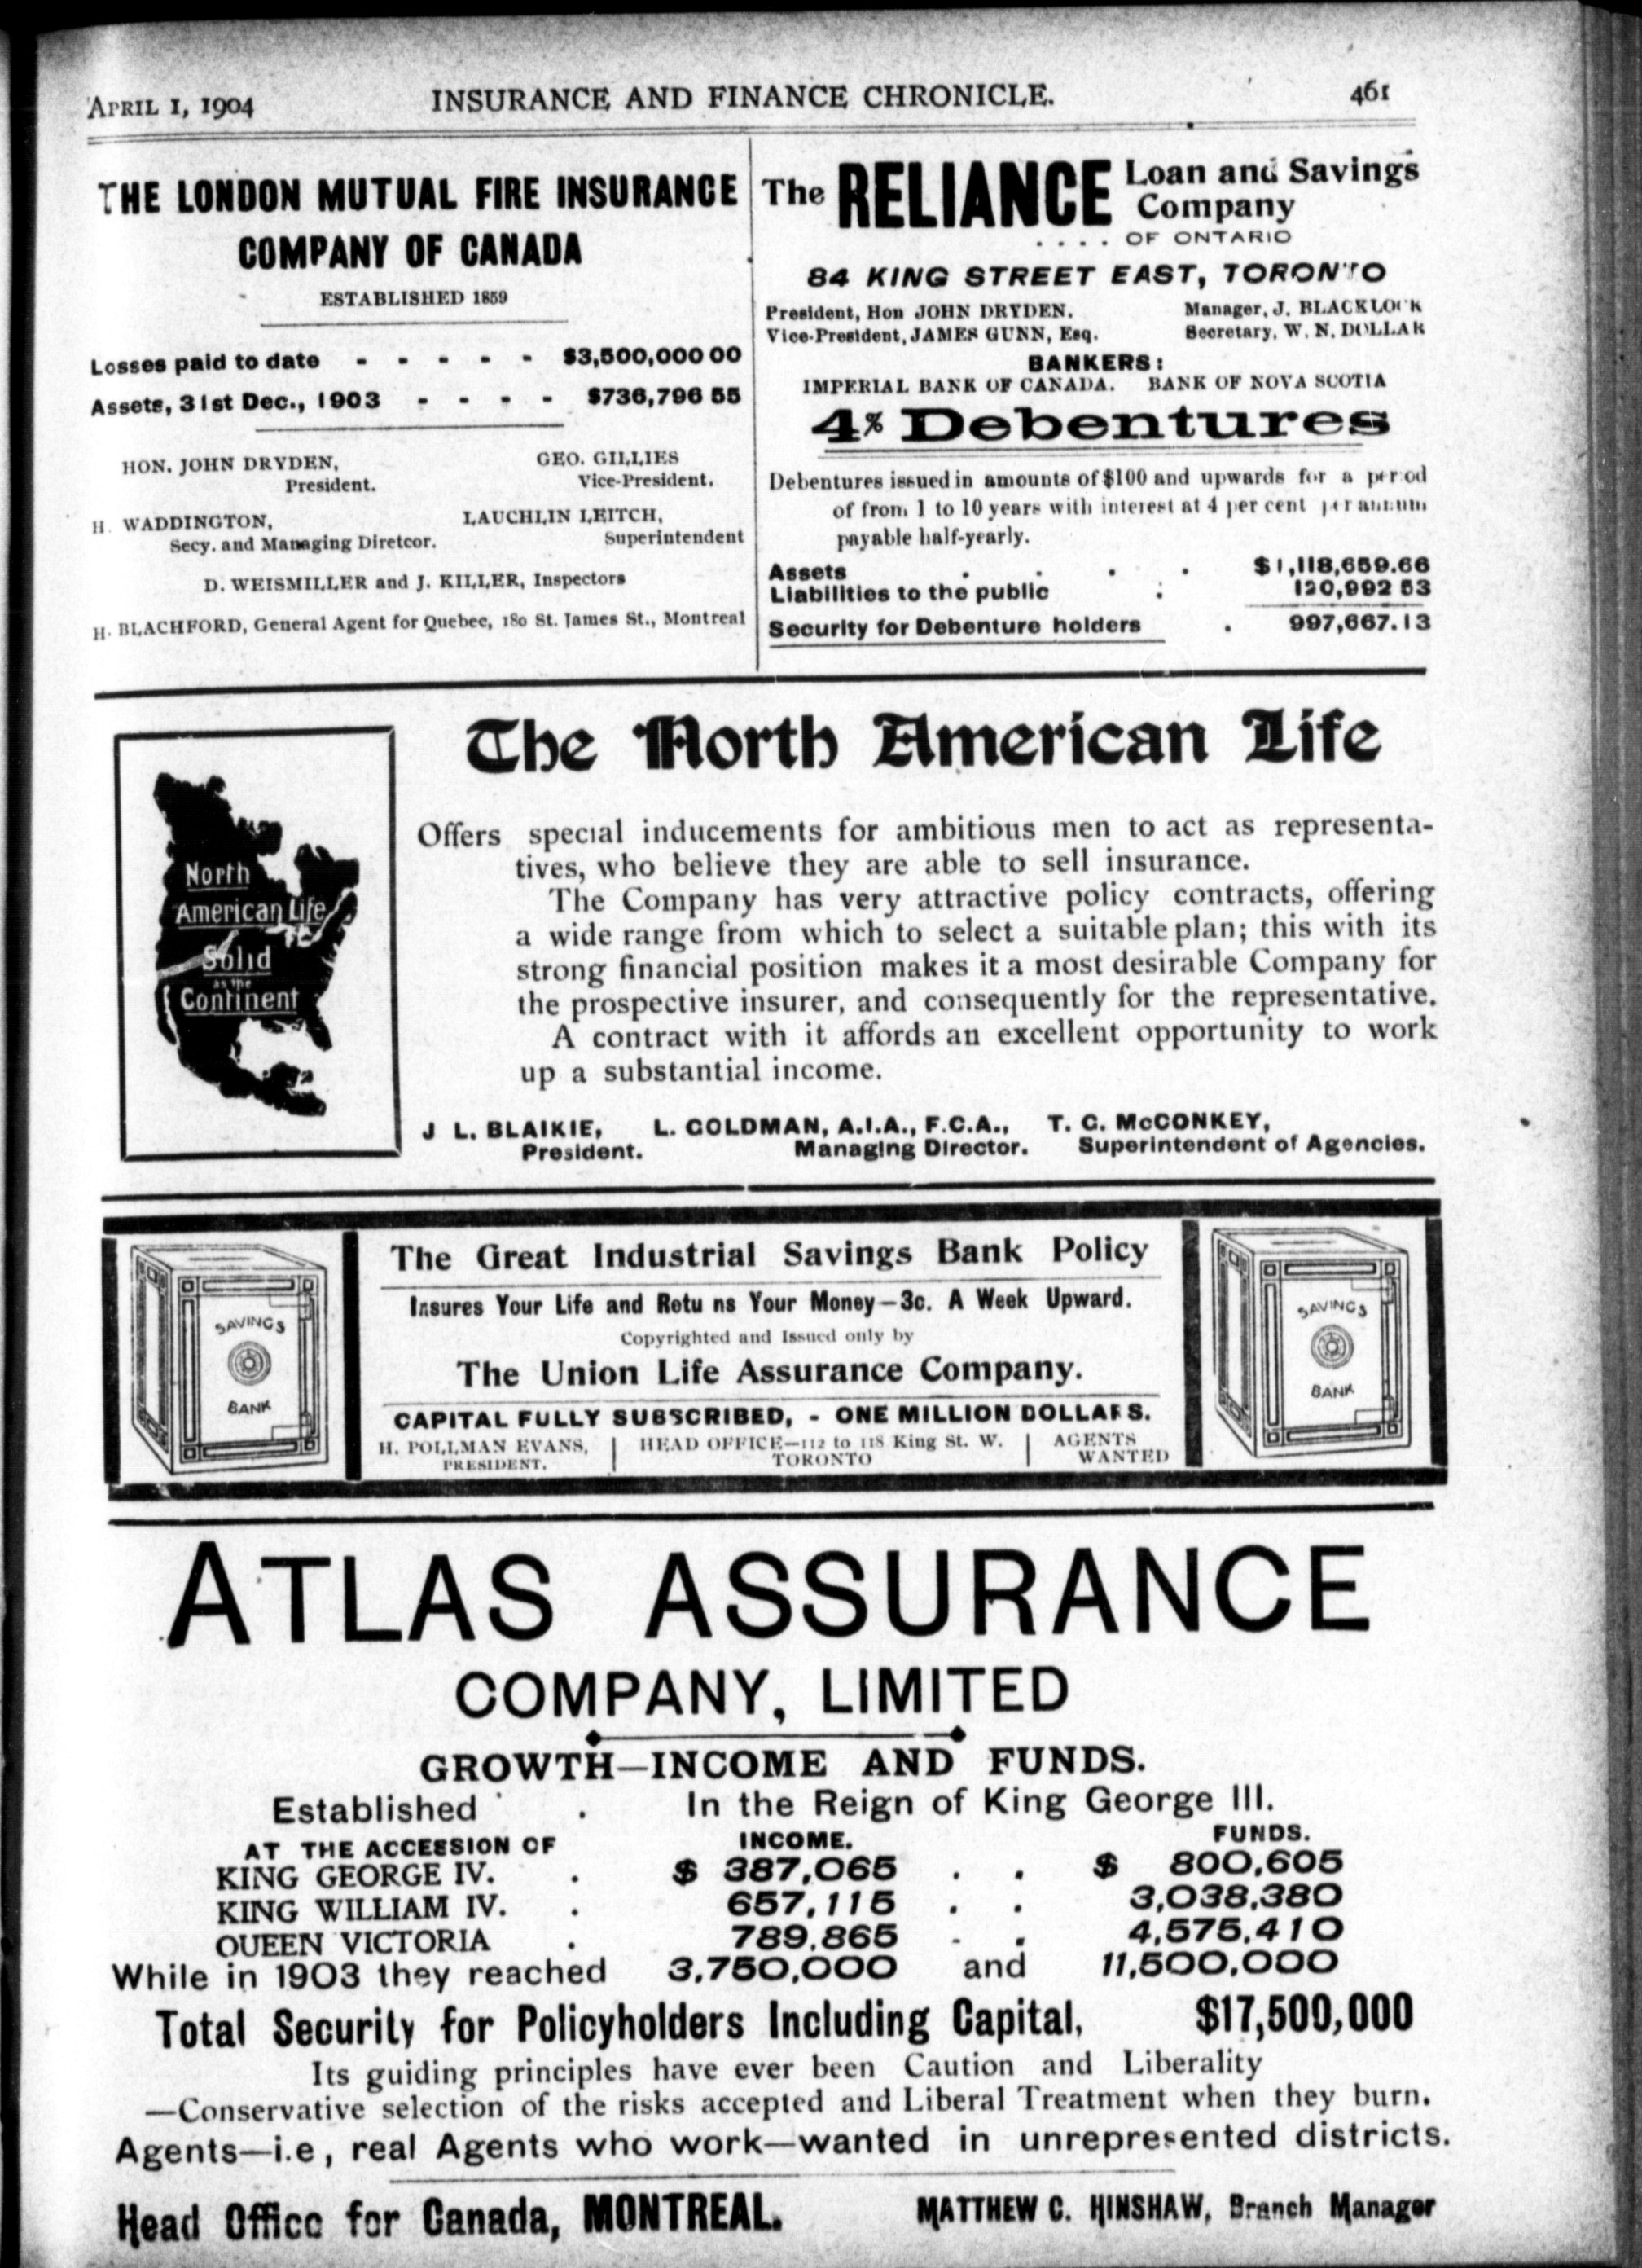 APRIL 1, 1904 INSURANCE AND FINANCE CHRONICLE. 461
THE LONDON MUTUAL FIRE INSURANCE
COMPANY OF CANADA
ESTABLISHED 1859
Losses paid to date - - - - - $3,500,000 00
Assets, 31st Dec., 1903 - - - - $736,796 55
HON. JOHN DRYDEN,
President.
GEO. GILLIES
Vice-President.
H. WADDINGTON,
Secy. and Managing Diretcor.
LAUCHLIN LEITCH,
Superintendent
D. WEISMILLER and J. KILLER, Inspectors
H. BLACHFORD, General Agent for Quebec, 180 St. James St., Montreal
The RELIANCE Loan and Savings
Company
. . . . OF ONTARIO
84 KING STREET EAST, TORONTO
President, Hon JOHN DRYDEN. Manager, J. BLACKLOCK
Vice-President, JAMES GUNN, Esq. Secretary, W. N. DOLLAR
BANKERS:
IMPERIAL BANK OF CANADA. BANK OF NOVA SCOTIA
4% Debentures
Debentures issued in amounts of $100 and upwards for a period
of from 1 to 10 years with interest at 4 per cent per annum
payable half-yearly.
Assets . . . . $1,118,659.66
Liabilities to the public : 120,992 53
Security for Debenture holders . 997,667.13
North
American Life
Solid
as the
Continent
The North American Life
Offers special inducements for ambitious men to act as representa-
tives, who believe they are able to sell insurance.
The Company has very attractive policy contracts, offering
a wide range from which to select a suitable plan; this with its
strong financial position makes it a most desirable Company for
the prospective insurer, and consequently for the representative.
A contract with it affords an excellent opportunity to work
up a substantial income.
J L. BLAIKIE, L. GOLDMAN, A.I.A., F.C.A., T. G. McCONKEY,
President. Managing Director. Superintendent of Agencies.
SAVINGS
BANK
The Great Industrial Savings Bank Policy
Insures Your Life and Retu ns Your Money—3c. A Week Upward.
Copyrighted and Issued only by
The Union Life Assurance Company.
CAPITAL FULLY SUBSCRIBED, - ONE MILLION DOLLARS.
H. POLLMAN EVANS,
PRESIDENT.
HEAD OFFICE—112 to 118 King St. W.
TORONTO
AGENTS
WANTED
SAVINGS
BANK
ATLAS ASSURANCE
COMPANY, LIMITED
GROWTH—INCOME AND FUNDS.
Established . In the Reign of King George III.
AT THE ACCESSION OF INCOME. FUNDS.
KING GEORGE IV. . $ 387,065 . . $ 800,605
KING WILLIAM IV. . 657,115 . . 3,038,380
QUEEN VICTORIA . 789,865 - . 4,575,410
While in 1903 they reached 3,750,000 and 11,500,000
Total Security for Policyholders Including Capital, $17,500,000
Its guiding principles have ever been Caution and Liberality
—Conservative selection of the risks accepted and Liberal Treatment when they burn.
Agents—i.e, real Agents who work—wanted in unrepresented districts.
Head Office for Canada, MONTREAL. MATTHEW C. HINSHAW, Branch Manager